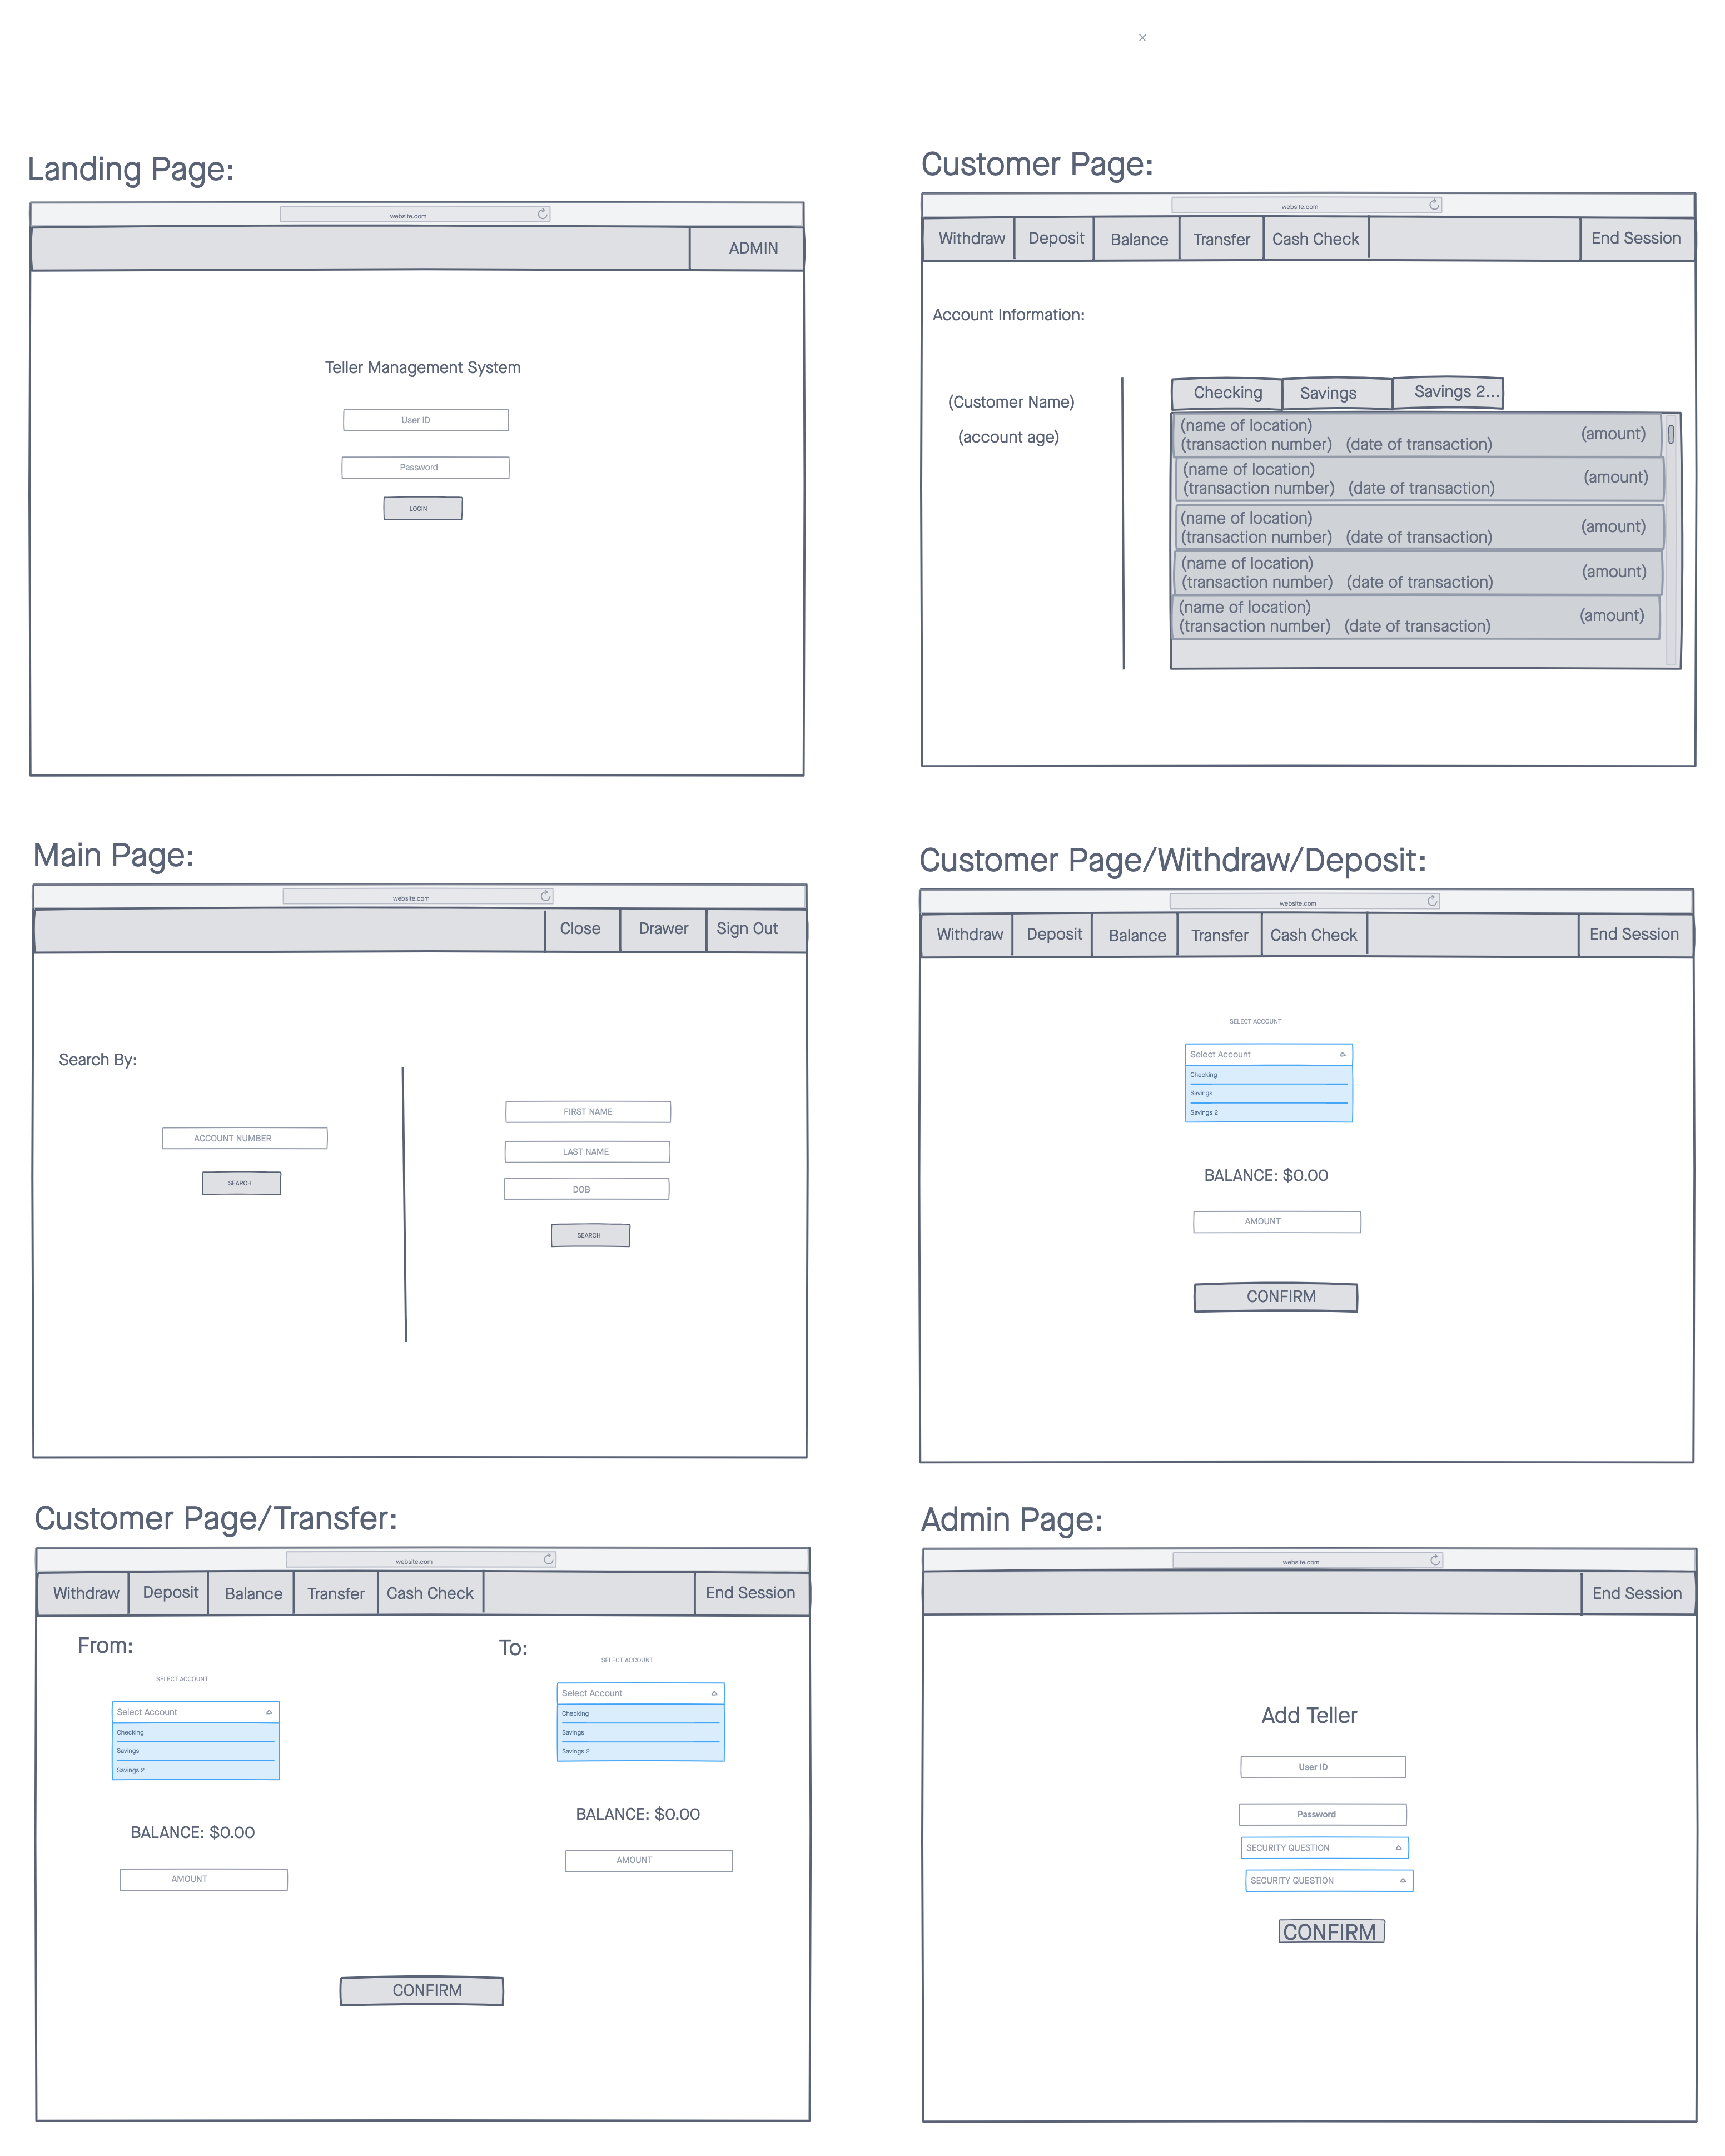 Landing Page:
website.com
ADMIN
Teller Management System
User ID
Password
LOGIN
Customer Page:
website.com
Withdraw Deposit Balance Transfer Cash Check End Session
Account Information:
(Customer Name)
(account age)
Checking Savings Savings 2...
(name of location)
(transaction number) (date of transaction) (amount)
(name of location)
(transaction number) (date of transaction) (amount)
(name of location)
(transaction number) (date of transaction) (amount)
(name of location)
(transaction number) (date of transaction) (amount)
(name of location)
(transaction number) (date of transaction) (amount)
Main Page:
website.com
Close Drawer Sign Out
Search By:
ACCOUNT NUMBER
SEARCH
FIRST NAME
LAST NAME
DOB
SEARCH
Customer Page/Withdraw/Deposit:
website.com
Withdraw Deposit Balance Transfer Cash Check End Session
SELECT ACCOUNT
Select Account
Checking
Savings
Savings 2
BALANCE: $0.00
AMOUNT
CONFIRM
Customer Page/Transfer:
website.com
Withdraw Deposit Balance Transfer Cash Check End Session
From:
SELECT ACCOUNT
Select Account
Checking
Savings
Savings 2
BALANCE: $0.00
AMOUNT
To:
SELECT ACCOUNT
Select Account
Checking
Savings
Savings 2
BALANCE: $0.00
AMOUNT
CONFIRM
Admin Page:
website.com
End Session
Add Teller
User ID
Password
SECURITY QUESTION
SECURITY QUESTION
CONFIRM